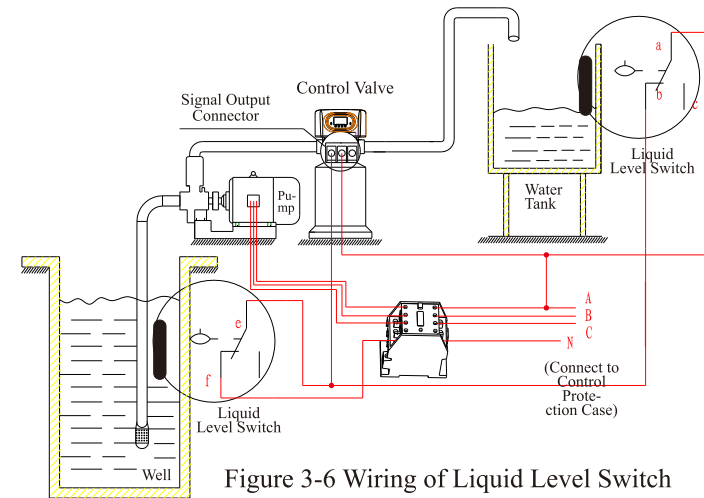 Control Valve
Signal Output
Connector
a
b
c
Liquid
Level Switch
Water
Tank
Pu-
mp
A
B
C
N
(Connect to
Control
Prote-
ction Case)
e
f
Liquid
Level Switch
Well
Figure 3-6 Wiring of Liquid Level Switch